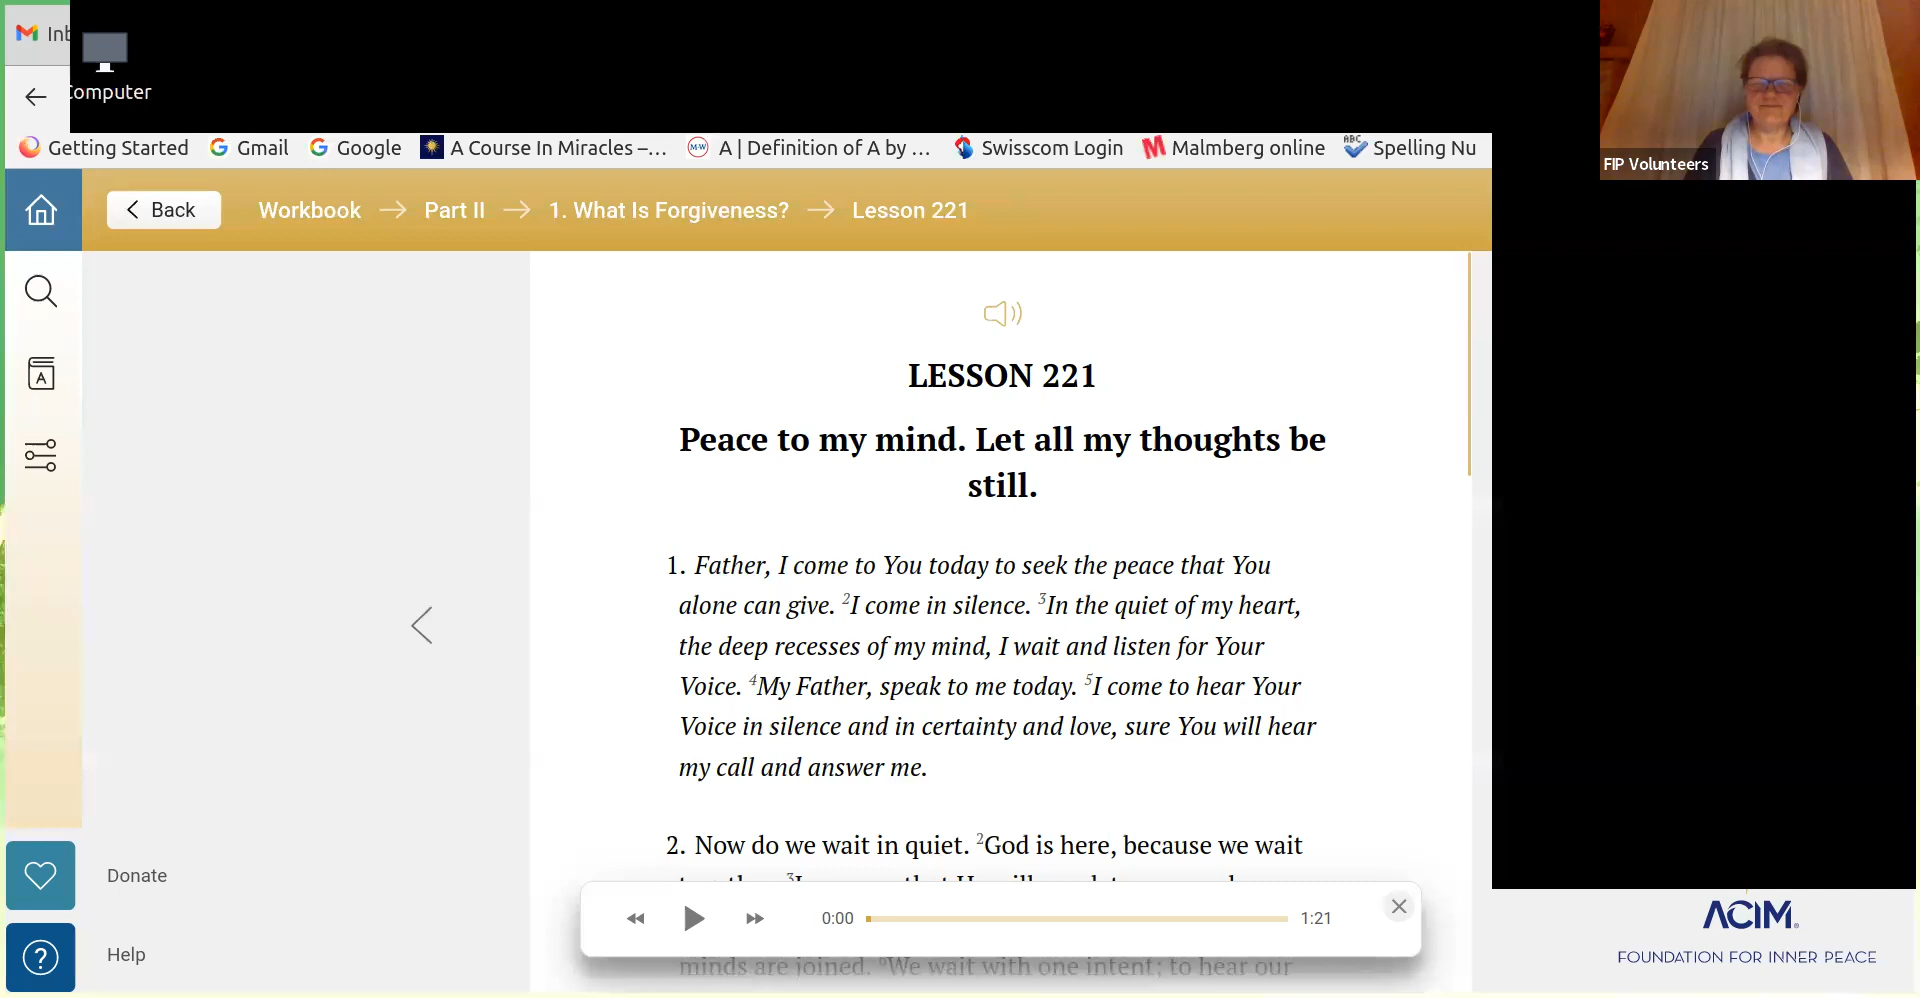 Inb
Computer
Getting Started Gmail Google A Course In Miracles –... M-W A | Definition of A by ... Swisscom Login Malmberg online ABC Spelling Nu
FIP Volunteers
Back Workbook → Part II → 1. What Is Forgiveness? → Lesson 221
A
LESSON 221
Peace to my mind. Let all my thoughts be
still.
1. Father, I come to You today to seek the peace that You
alone can give. 2I come in silence. 3In the quiet of my heart,
the deep recesses of my mind, I wait and listen for Your
Voice. 4My Father, speak to me today. 5I come to hear Your
Voice in silence and in certainty and love, sure You will hear
my call and answer me.
2. Now do we wait in quiet. 2God is here, because we wait
0:00 1:21
minds are joined. 6We wait with one intent; to hear our
Donate
? Help
ACIM®
FOUNDATION FOR INNER PEACE